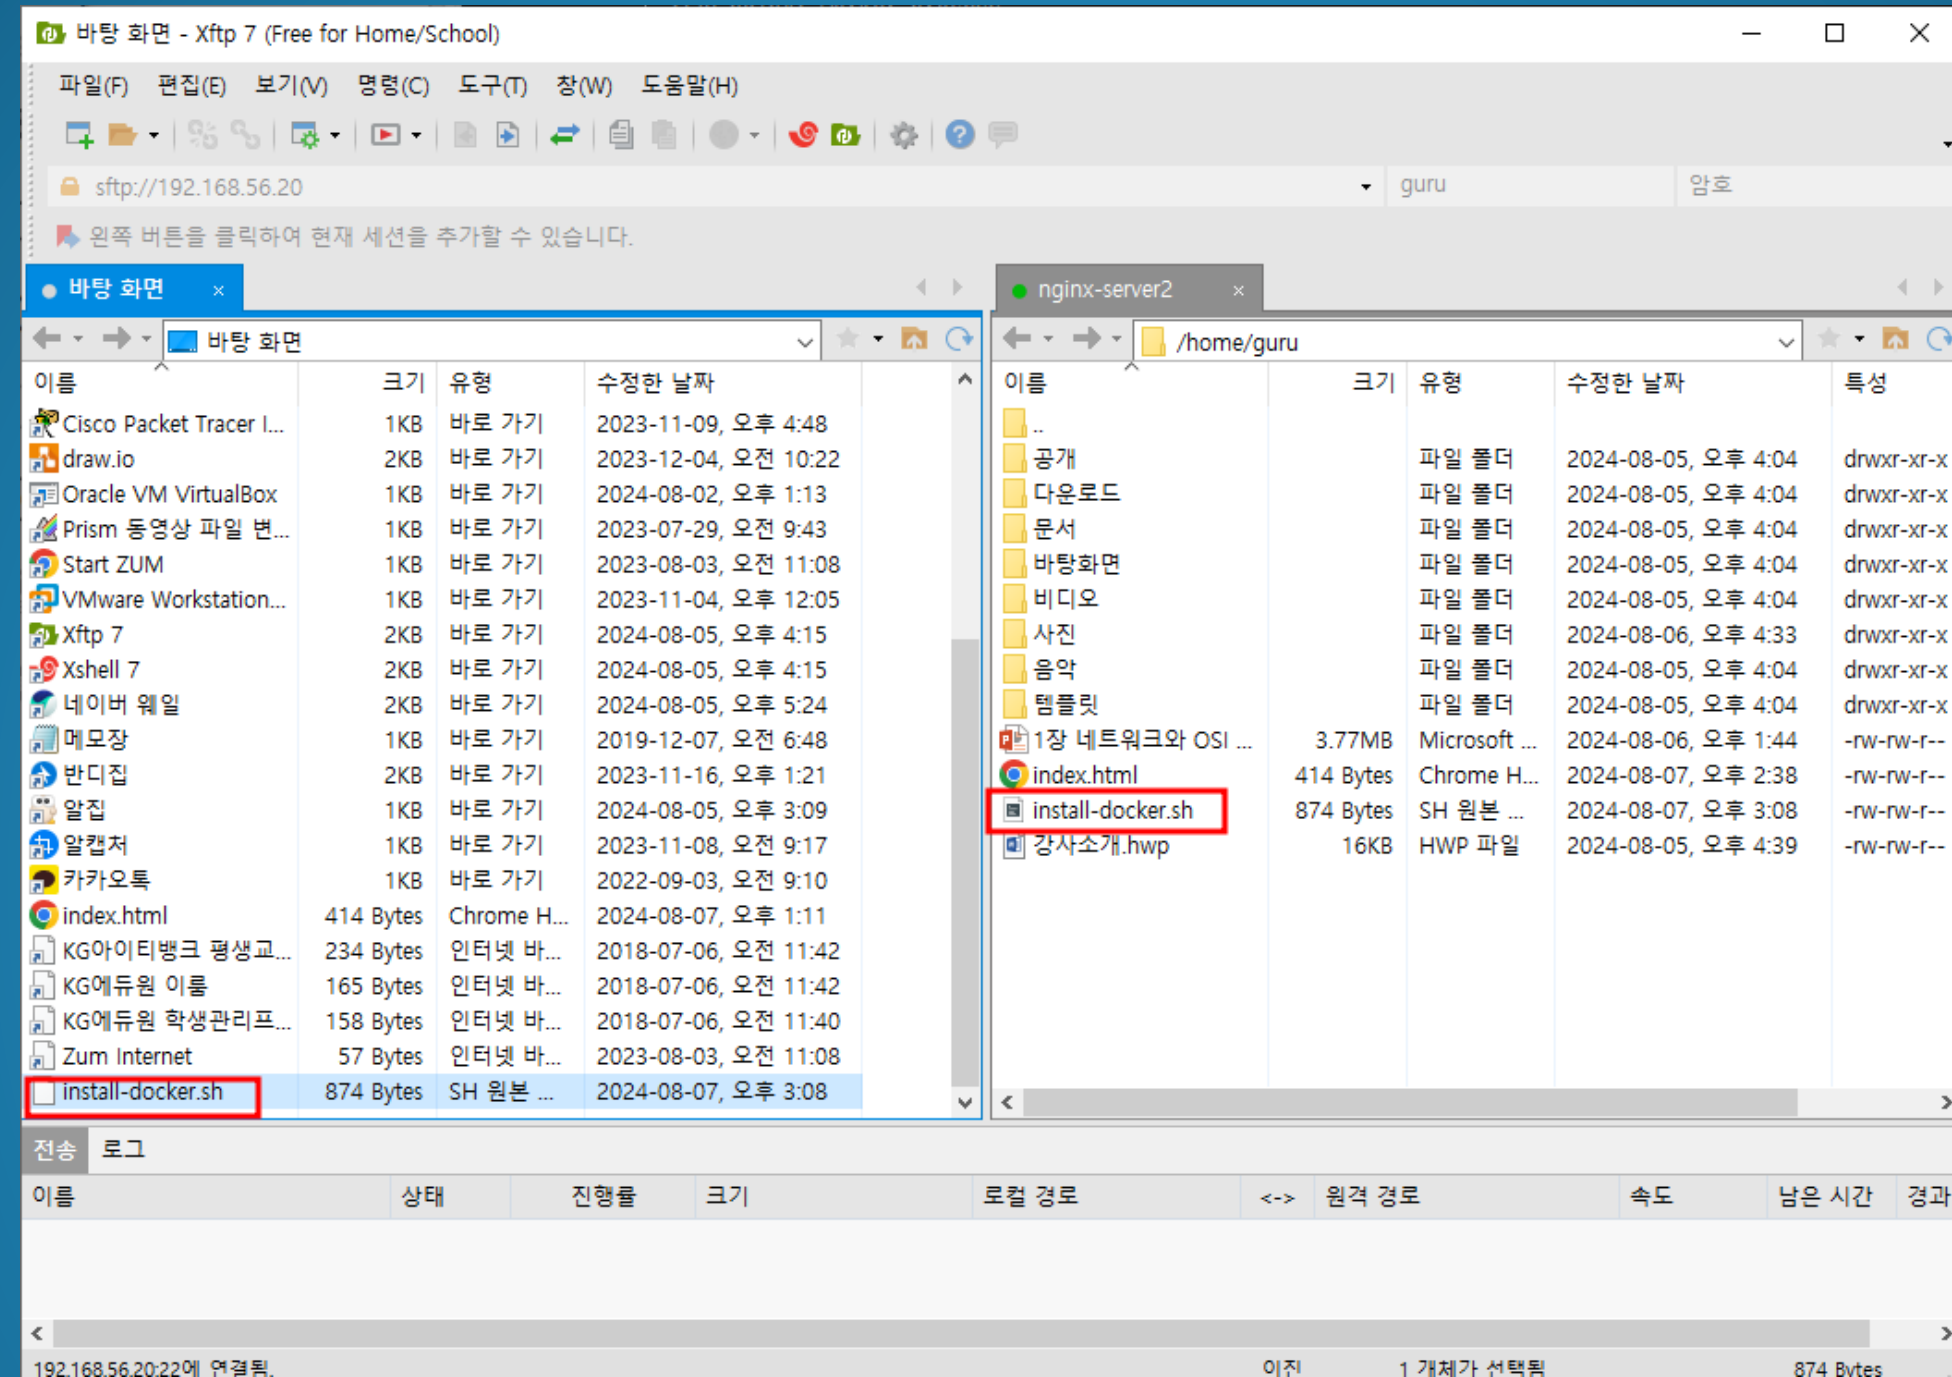 바탕 화면 - Xftp 7 (Free for Home/School)
파일(F) 편집(E) 보기(V) 명령(C) 도구(T) 창(W) 도움말(H)
sftp://192.168.56.20 guru 암호
왼쪽 버튼을 클릭하여 현재 세션을 추가할 수 있습니다.
바탕 화면
바탕 화면
이름 크기 유형 수정한 날짜
Cisco Packet Tracer I... 1KB 바로 가기 2023-11-09, 오후 4:48
draw.io 2KB 바로 가기 2023-12-04, 오전 10:22
Oracle VM VirtualBox 1KB 바로 가기 2024-08-02, 오후 1:13
Prism 동영상 파일 변... 1KB 바로 가기 2023-07-29, 오전 9:43
Start ZUM 1KB 바로 가기 2023-08-03, 오전 11:08
VMware Workstation... 1KB 바로 가기 2023-11-04, 오후 12:05
Xftp 7 2KB 바로 가기 2024-08-05, 오후 4:15
Xshell 7 2KB 바로 가기 2024-08-05, 오후 4:15
네이버 웨일 2KB 바로 가기 2024-08-05, 오후 5:24
메모장 1KB 바로 가기 2019-12-07, 오전 6:48
반디집 2KB 바로 가기 2023-11-16, 오후 1:21
알집 1KB 바로 가기 2024-08-05, 오후 3:09
알캡처 1KB 바로 가기 2023-11-08, 오전 9:17
카카오톡 1KB 바로 가기 2022-09-03, 오전 9:10
index.html 414 Bytes Chrome H... 2024-08-07, 오후 1:11
KG아이티뱅크 평생교... 234 Bytes 인터넷 바... 2018-07-06, 오전 11:42
KG에듀원 이룸 165 Bytes 인터넷 바... 2018-07-06, 오전 11:42
KG에듀원 학생관리프... 158 Bytes 인터넷 바... 2018-07-06, 오전 11:40
Zum Internet 57 Bytes 인터넷 바... 2023-08-03, 오전 11:08
install-docker.sh 874 Bytes SH 원본 ... 2024-08-07, 오후 3:08
nginx-server2
/home/guru
이름 크기 유형 수정한 날짜 특성
..
공개 파일 폴더 2024-08-05, 오후 4:04 drwxr-xr-x
다운로드 파일 폴더 2024-08-05, 오후 4:04 drwxr-xr-x
문서 파일 폴더 2024-08-05, 오후 4:04 drwxr-xr-x
바탕화면 파일 폴더 2024-08-05, 오후 4:04 drwxr-xr-x
비디오 파일 폴더 2024-08-05, 오후 4:04 drwxr-xr-x
사진 파일 폴더 2024-08-06, 오후 4:33 drwxr-xr-x
음악 파일 폴더 2024-08-05, 오후 4:04 drwxr-xr-x
템플릿 파일 폴더 2024-08-05, 오후 4:04 drwxr-xr-x
1장 네트워크와 OSI ... 3.77MB Microsoft ... 2024-08-06, 오후 1:44 -rw-rw-r--
index.html 414 Bytes Chrome H... 2024-08-07, 오후 2:38 -rw-rw-r--
install-docker.sh 874 Bytes SH 원본 ... 2024-08-07, 오후 3:08 -rw-rw-r--
강사소개.hwp 16KB HWP 파일 2024-08-05, 오후 4:39 -rw-rw-r--
전송 로그
이름 상태 진행률 크기 로컬 경로 <-> 원격 경로 속도 남은 시간 경과
192.168.56.20:22에 연결됨. 이진 1 개체가 선택됨 874 Bytes